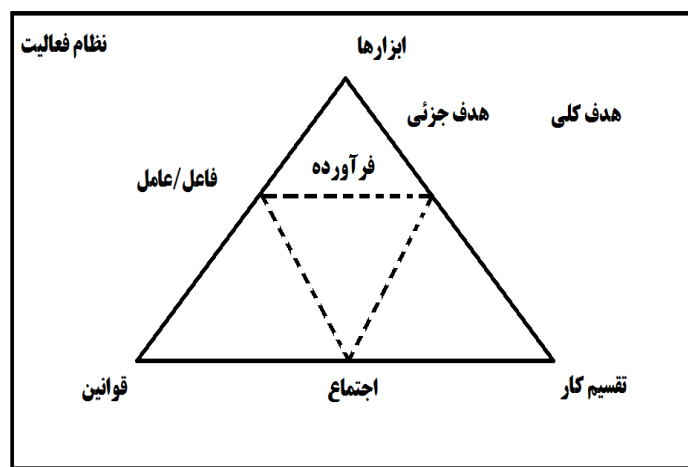 نظام فعالیت
ابزارها
هدف کلی
هدف جزئی
فرآورده
فاعل/عامل
تقسیم کار
اجتماع
قوانین